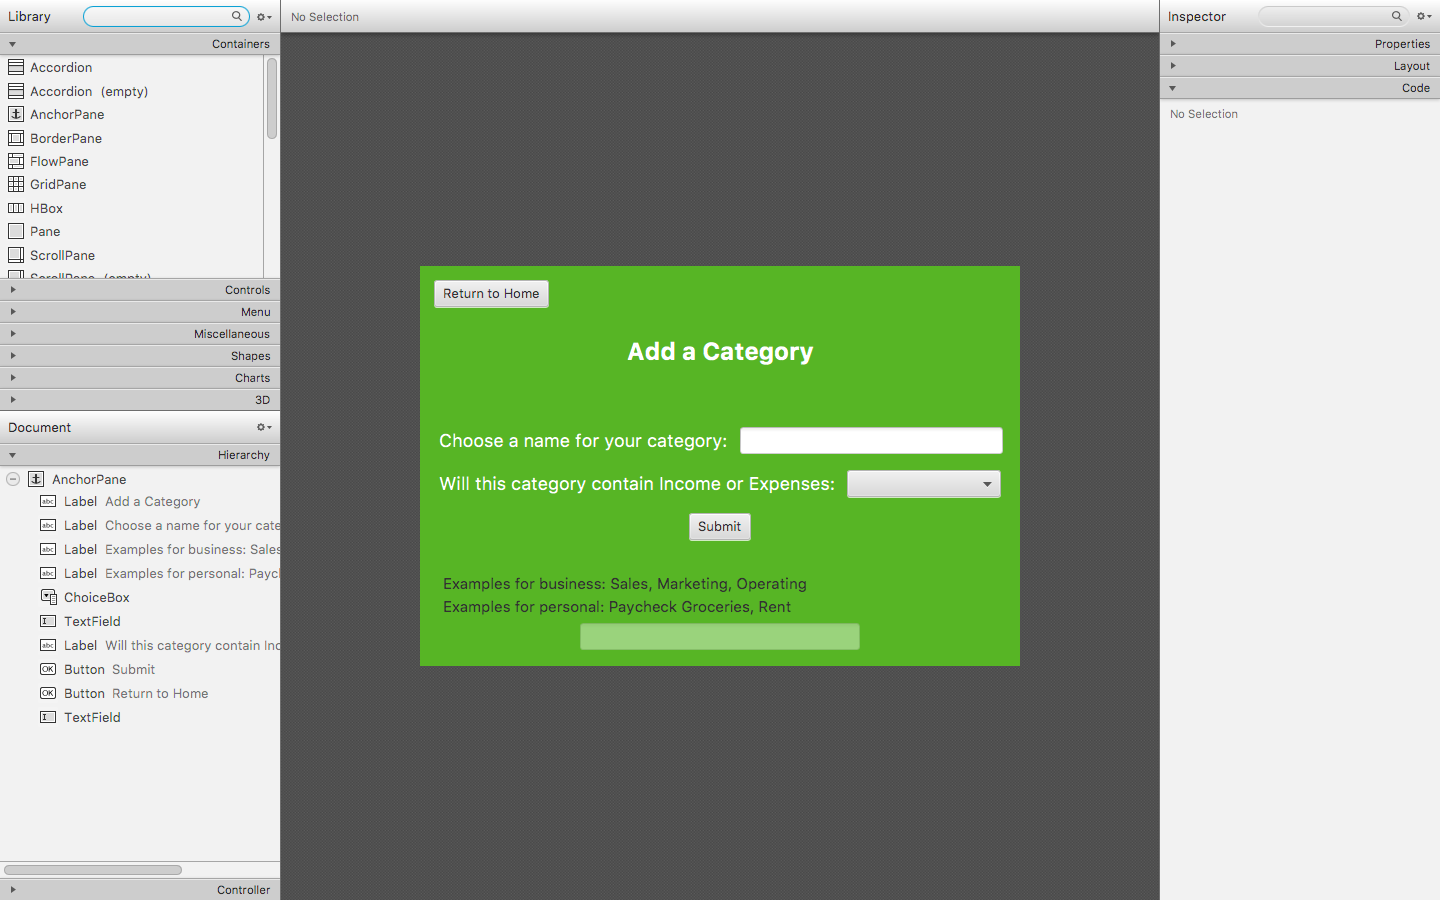 Library
No Selection
Inspector
Containers
Accordion
Accordion (empty)
AnchorPane
BorderPane
FlowPane
GridPane
HBox
Pane
ScrollPane
ScrollPane (empty)
Controls
Menu
Miscellaneous
Shapes
Charts
3D
Document
Hierarchy
AnchorPane
Label Add a Category
Label Choose a name for your cate
Label Examples for business: Sales
Label Examples for personal: Payc
ChoiceBox
TextField
Label Will this category contain Inc
Button Submit
Button Return to Home
TextField
Controller
Return to Home
Add a Category
Choose a name for your category:
Will this category contain Income or Expenses:
Submit
Examples for business: Sales, Marketing, Operating
Examples for personal: Paycheck Groceries, Rent
Properties
Layout
Code
No Selection